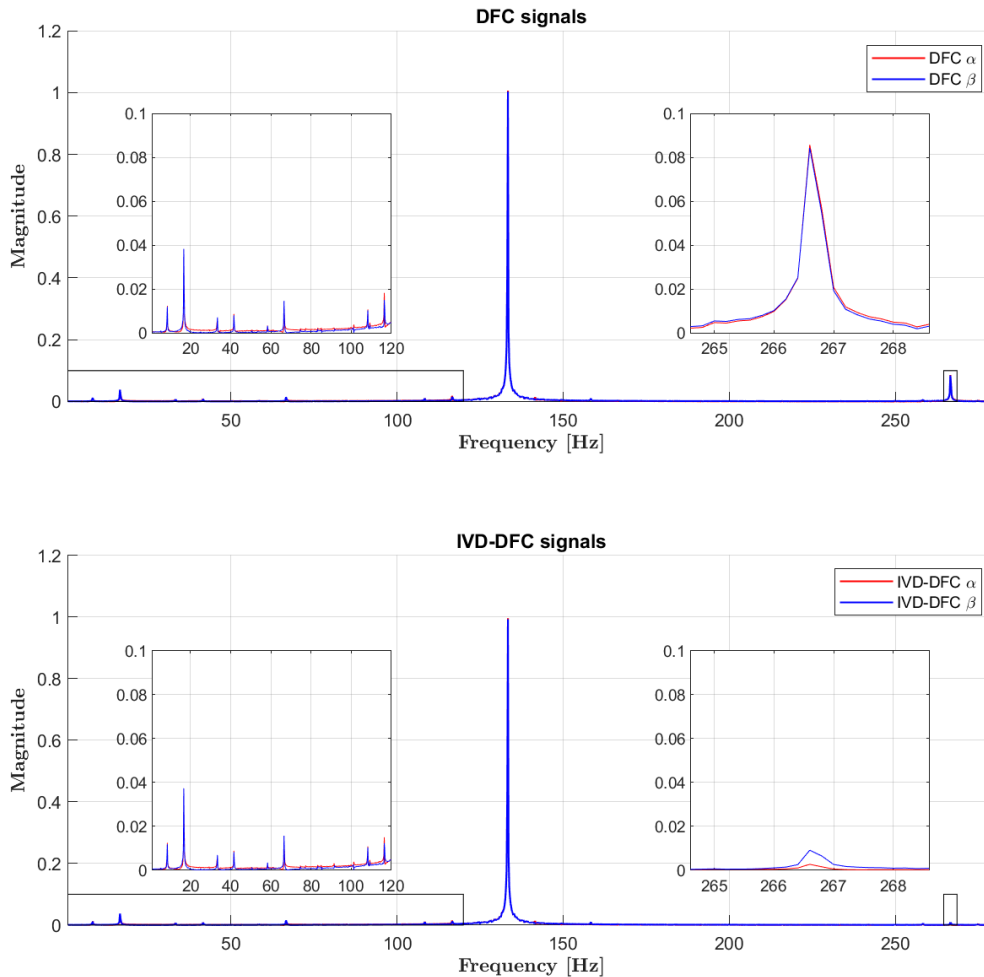 DFC signals
1.2
1
0.8
0.6
0.4
0.2
0
Magnitude
DFC α
DFC β
0.1
0.08
0.06
0.04
0.02
0
20 40 60 80 100 120
0.1
0.08
0.06
0.04
0.02
0
265 266 267 268
50 100 150 200 250
Frequency [Hz]
IVD-DFC signals
1.2
1
0.8
0.6
0.4
0.2
0
Magnitude
IVD-DFC α
IVD-DFC β
0.1
0.08
0.06
0.04
0.02
0
20 40 60 80 100 120
0.1
0.08
0.06
0.04
0.02
0
265 266 267 268
50 100 150 200 250
Frequency [Hz]